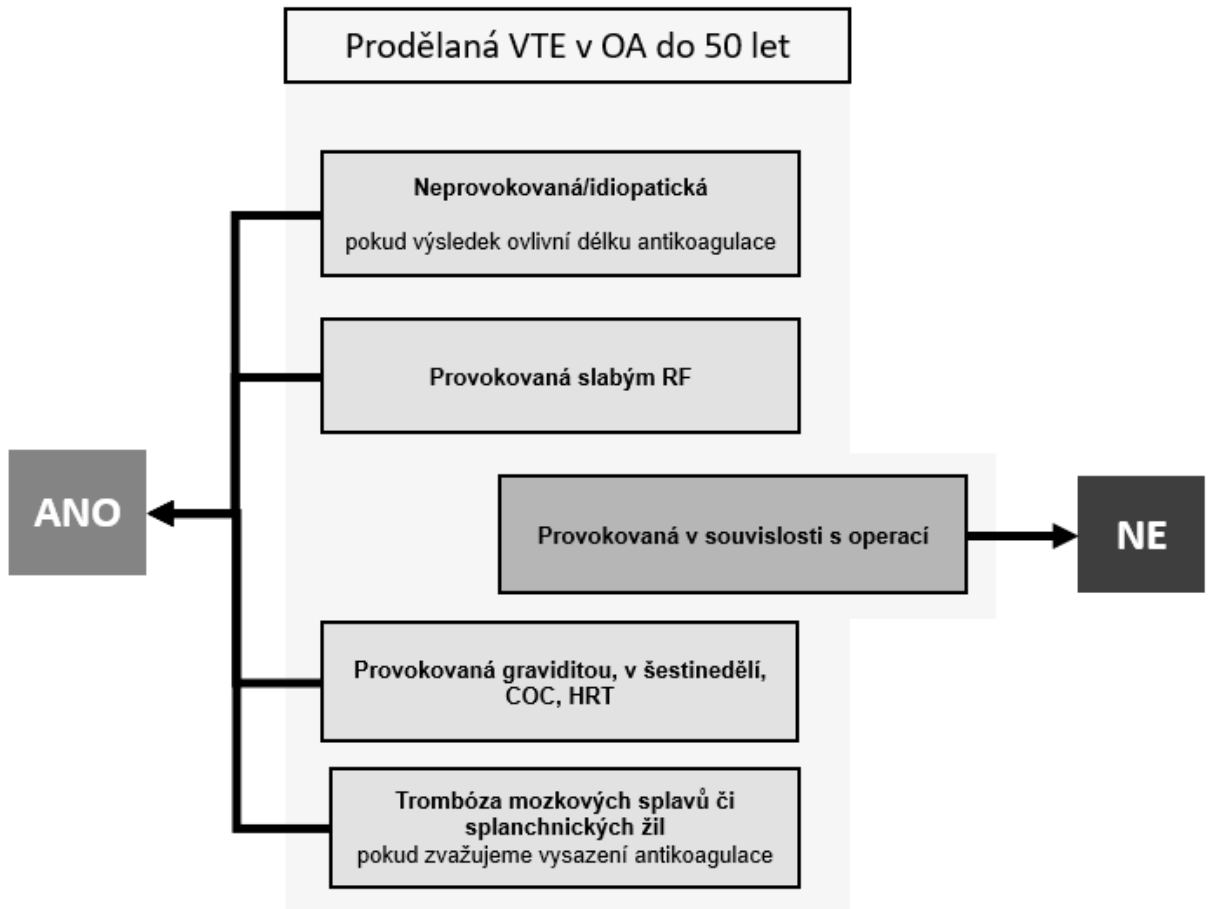 Prodělaná VTE v OA do 50 let
Neprovokovaná/idiopatická
pokud výsledek ovlivní délku antikoagulace
Provokovaná slabým RF
ANO
Provokovaná v souvislosti s operací
NE
Provokovaná graviditou, v šestinedělí,
COC, HRT
Trombóza mozkových splavů či
splanchnických žil
pokud zvažujeme vysazení antikoagulace